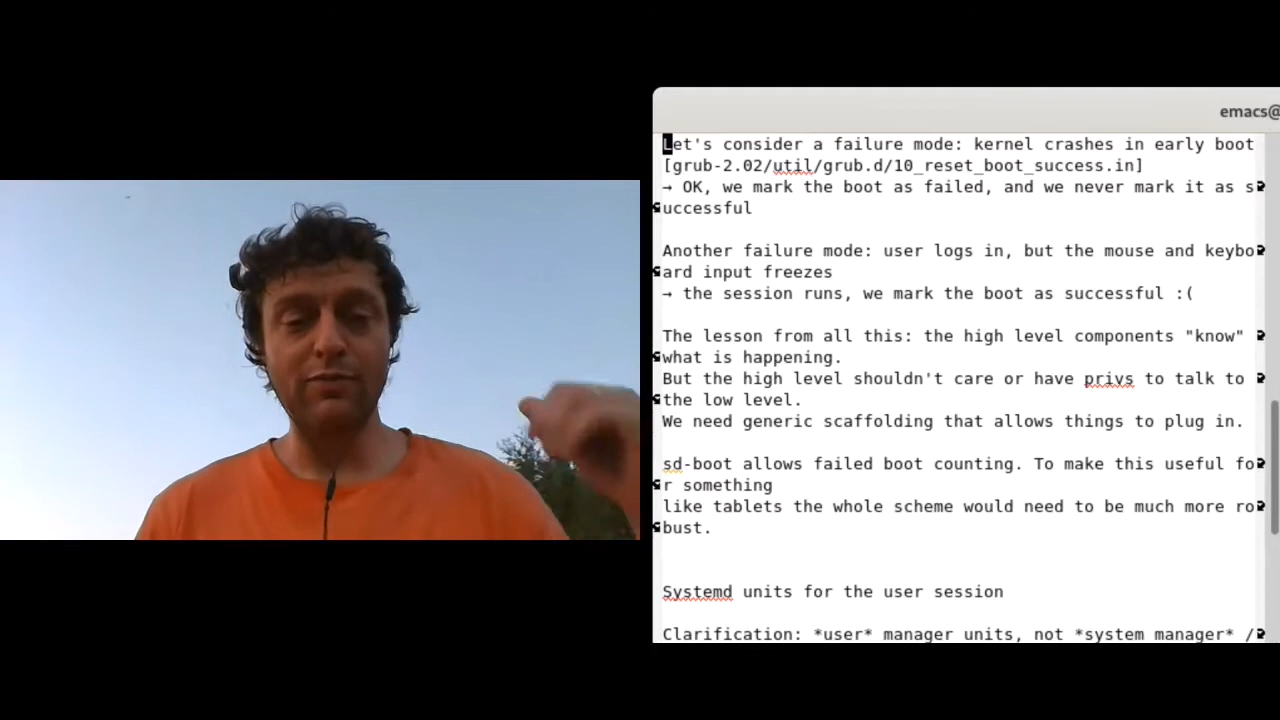 emacs@
Let's consider a failure mode: kernel crashes in early boot
[grub-2.02/util/grub.d/10_reset_boot_success.in]
→ OK, we mark the boot as failed, and we never mark it as s
uccessful
Another failure mode: user logs in, but the mouse and keybo
ard input freezes
→ the session runs, we mark the boot as successful :(
The lesson from all this: the high level components "know"
what is happening.
But the high level shouldn't care or have privs to talk to
the low level.
We need generic scaffolding that allows things to plug in.
sd-boot allows failed boot counting. To make this useful fo
r something
like tablets the whole scheme would need to be much more ro
bust.
Systemd units for the user session
Clarification: *user* manager units, not *system manager* /